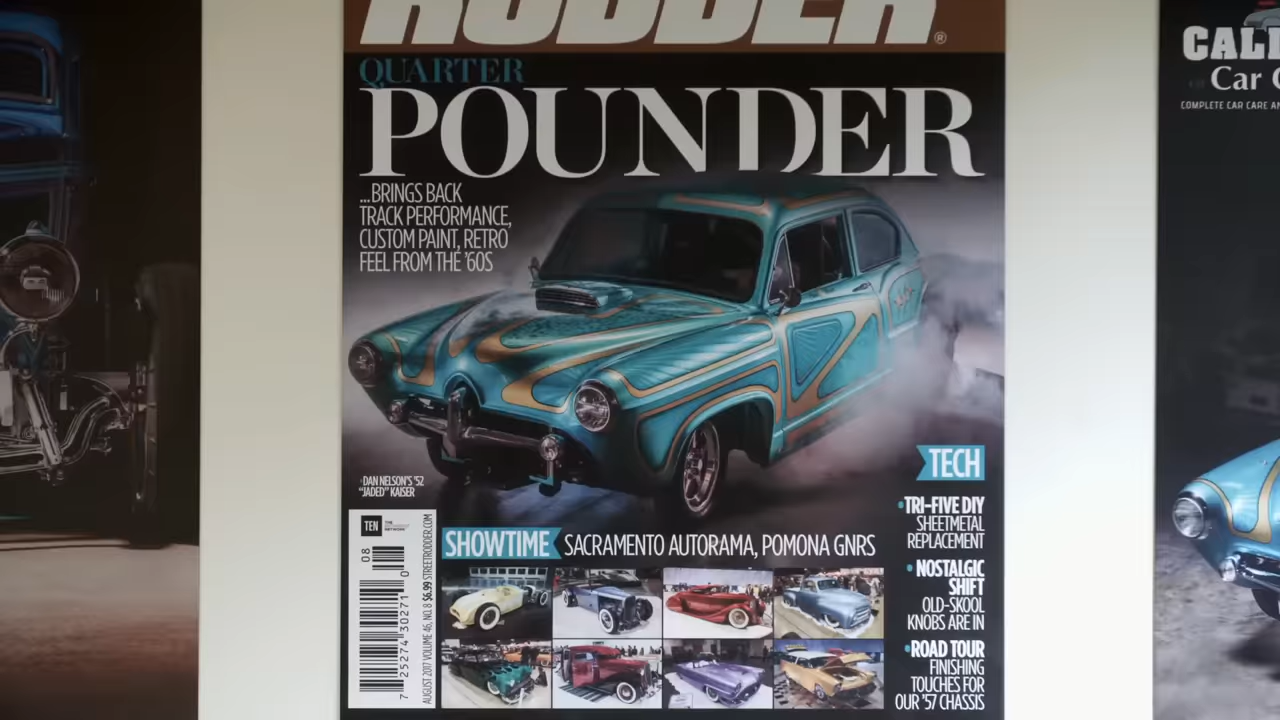 RODDER®
QUARTER
POUNDER
...BRINGS BACK
TRACK PERFORMANCE,
CUSTOM PAINT, RETRO
FEEL FROM THE '60S
DAN NELSON'S '52
"JADED" KAISER
TECH
•TRI-FIVE DIY
SHEETMETAL
REPLACEMENT
•NOSTALGIC
SHIFT
OLD-SKOOL
KNOBS ARE IN
•ROAD TOUR
FINISHING
TOUCHES FOR
OUR '57 CHASSIS
SHOWTIME SACRAMENTO AUTORAMA, POMONA GNRS
TEN THE
NETWORK
08
7 25274 30271 0
AUGUST 2017 VOLUME 46, NO. 8 $6.99 STREETRODDER.COM
CALI
Car C
COMPLETE CAR CARE AN